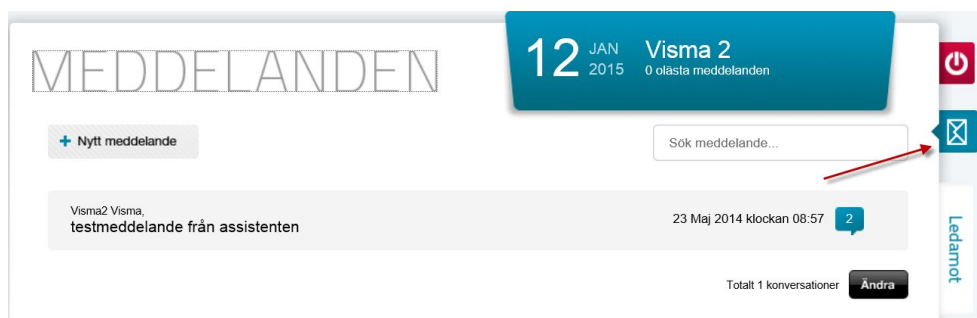 MEDDELANDEN
12 JAN 2015
Visma 2
0 olästa meddelanden
+ Nytt meddelande
Sök meddelande...
Visma2 Visma,
testmeddelande från assistenten
23 Maj 2014 klockan 08:57 2
Totalt 1 konversationer Ändra
Ledamot